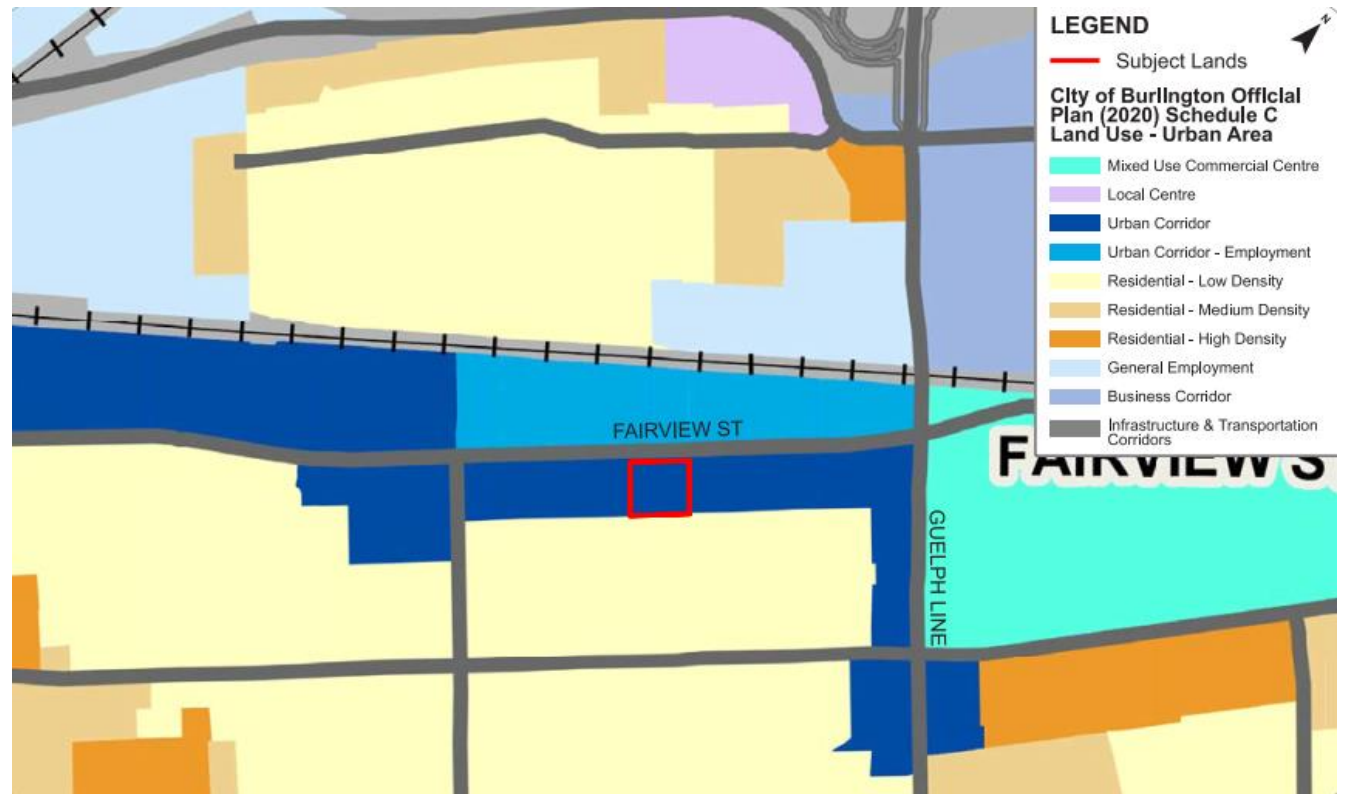 LEGEND
N
Subject Lands
City of Burlington Official
Plan (2020) Schedule C
Land Use - Urban Area
Mixed Use Commercial Centre
Local Centre
Urban Corridor
Urban Corridor - Employment
Residential - Low Density
Residential - Medium Density
Residential - High Density
General Employment
Business Corridor
Infrastructure & Transportation
Corridors
FAIRVIEW ST
FAIRVIEW S
GUELPH LINE